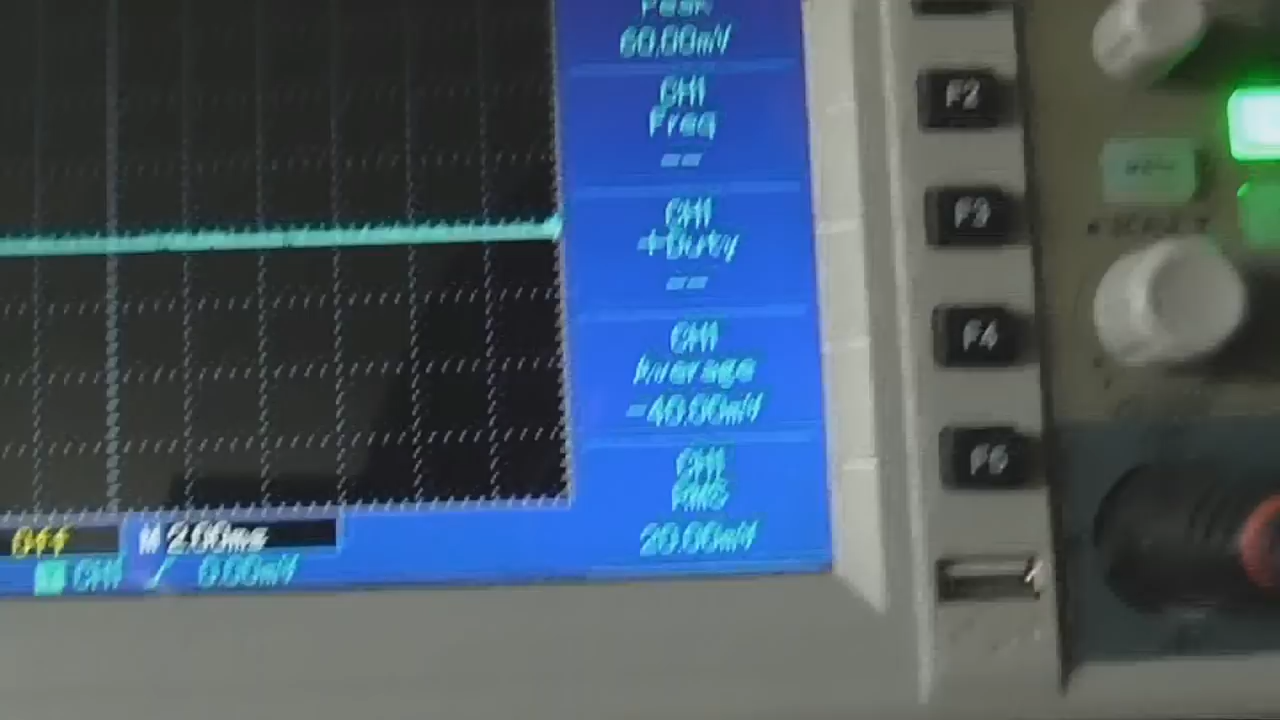 Peak
60.00mV
CH1
Freq
--
CH1
+Duty
--
CH1
Average
-40.00mV
CH1
RMS
20.00mV
Off M 2.00ms
CH1 / 0.00mV
F2
F3
F4
F5